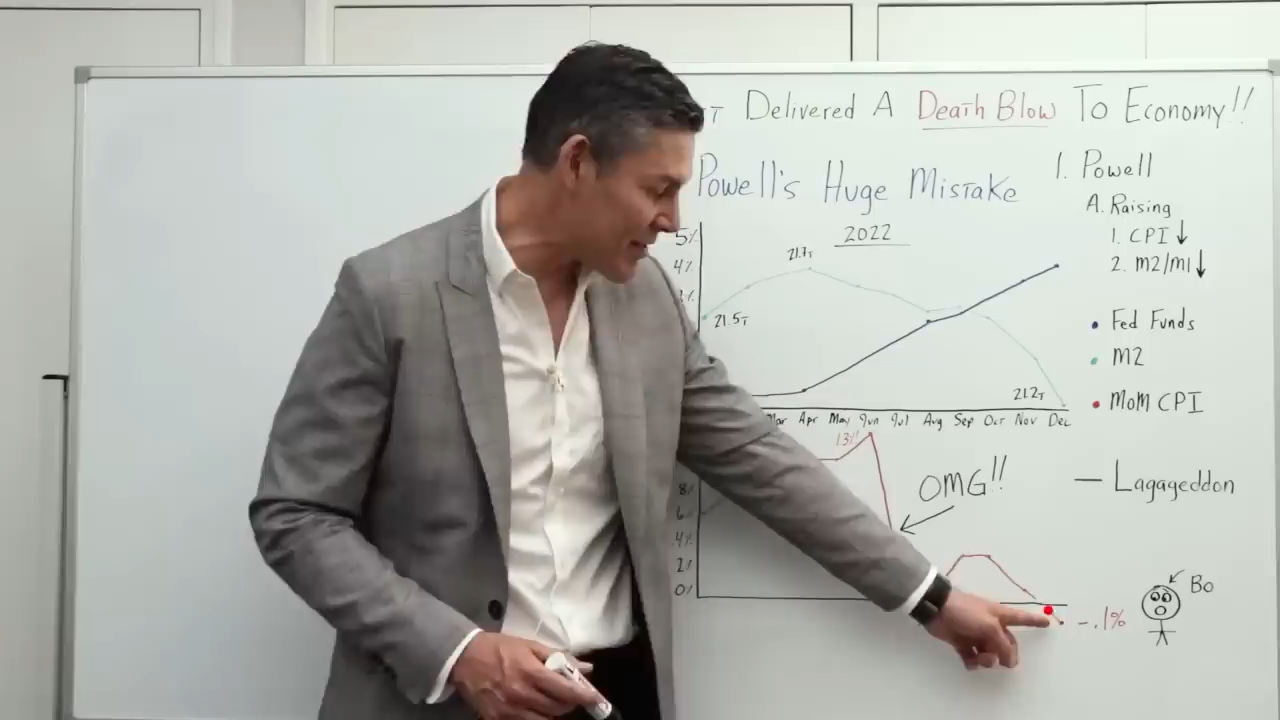 Delivered A Death Blow To Economy!!
Powell's Huge Mistake
2022
1. Powell
A. Raising
1. CPI ↓
2. M2/M1 ↓
• Fed Funds
• M2
• MoM CPI
— Lagageddon
5%
4%
21.7T
21.5T
21.2T
Mar Apr May Jun Jul Aug Sep Oct Nov Dec
13%
OMG!!
8%
6%
.4%
2%
0%
-.1%
Bo